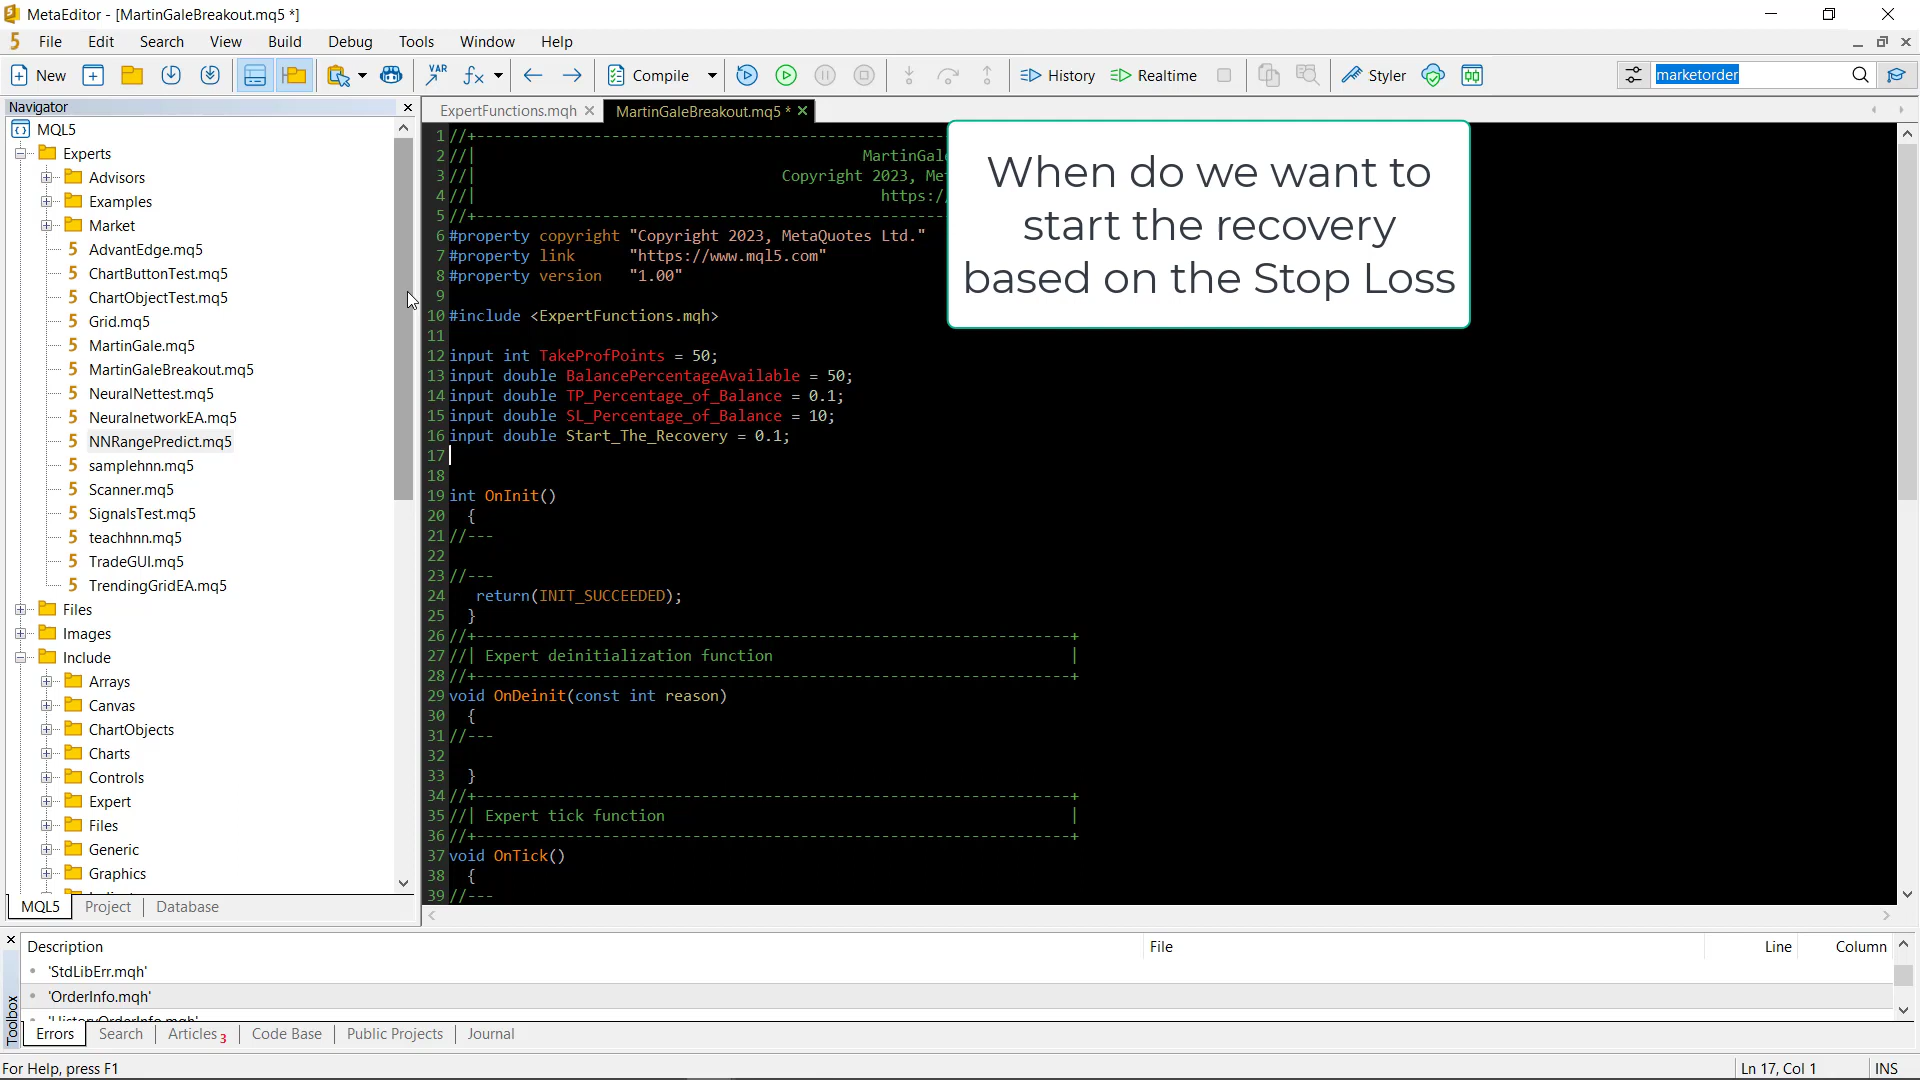 MetaEditor - [MartinGaleBreakout.mq5 *]
File Edit Search View Build Debug Tools Window Help
New VAR fx Compile History Realtime Styler marketorder
Navigator
ExpertFunctions.mqh MartinGaleBreakout.mq5 *
MQL5
Experts
Advisors
Examples
Market
AdvantEdge.mq5
ChartButtonTest.mq5
ChartObjectTest.mq5
Grid.mq5
MartinGale.mq5
MartinGaleBreakout.mq5
NeuralNettest.mq5
NeuralnetworkEA.mq5
NNRangePredict.mq5
samplehnn.mq5
Scanner.mq5
SignalsTest.mq5
teachhnn.mq5
TradeGUI.mq5
TrendingGridEA.mq5
Files
Images
Include
Arrays
Canvas
ChartObjects
Charts
Controls
Expert
Files
Generic
Graphics
MQL5 Project Database
1 //+------------------------------------------------------
2 //| MartinGale
3 //| Copyright 2023, Me
4 //| https:/
5 //+------------------------------------------------------
6 #property copyright "Copyright 2023, MetaQuotes Ltd."
7 #property link "https://www.mql5.com"
8 #property version "1.00"
9
10 #include <ExpertFunctions.mqh>
11
12 input int TakeProfPoints = 50;
13 input double BalancePercentageAvailable = 50;
14 input double TP_Percentage_of_Balance = 0.1;
15 input double SL_Percentage_of_Balance = 10;
16 input double Start_The_Recovery = 0.1;
17
18
19 int OnInit()
20 {
21 //---
22
23 //---
24 return(INIT_SUCCEEDED);
25 }
26 //+------------------------------------------------------------------+
27 //| Expert deinitialization function |
28 //+------------------------------------------------------------------+
29 void OnDeinit(const int reason)
30 {
31 //---
32
33 }
34 //+------------------------------------------------------------------+
35 //| Expert tick function |
36 //+------------------------------------------------------------------+
37 void OnTick()
38 {
39 //---
When do we want to
start the recovery
based on the Stop Loss
Description File Line Column
'StdLibErr.mqh'
'OrderInfo.mqh'
'HistoryOrderInfo.mqh'
Toolbox
Errors Search Articles 3 Code Base Public Projects Journal
For Help, press F1 Ln 17, Col 1 INS